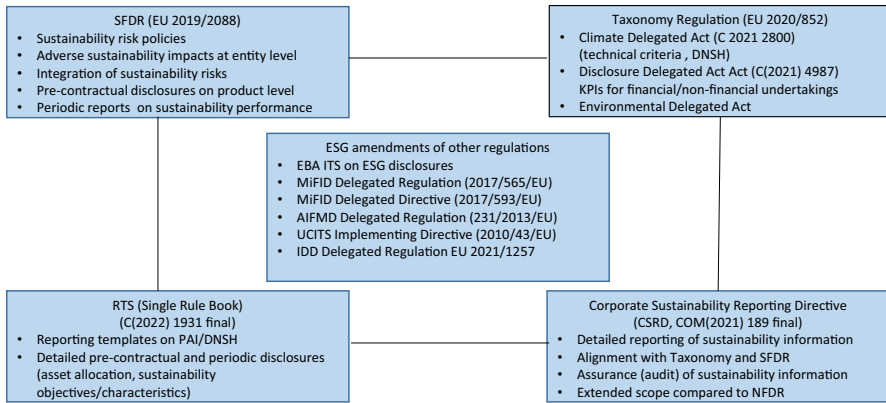 SFDR (EU 2019/2088)
• Sustainability risk policies
• Adverse sustainability impacts at entity level
• Integration of sustainability risks
• Pre-contractual disclosures on product level
• Periodic reports on sustainability performance
Taxonomy Regulation (EU 2020/852)
• Climate Delegated Act (C 2021 2800)
(technical criteria , DNSH)
• Disclosure Delegated Act Act (C(2021) 4987)
KPIs for financial/non-financial undertakings
• Environmental Delegated Act
ESG amendments of other regulations
• EBA ITS on ESG disclosures
• MiFID Delegated Regulation (2017/565/EU)
• MiFID Delegated Directive (2017/593/EU)
• AIFMD Delegated Regulation (231/2013/EU)
• UCITS Implementing Directive (2010/43/EU)
• IDD Delegated Regulation EU 2021/1257
RTS (Single Rule Book)
(C(2022) 1931 final)
• Reporting templates on PAI/DNSH
• Detailed pre-contractual and periodic disclosures
(asset allocation, sustainability
objectives/characteristics)
Corporate Sustainability Reporting Directive
(CSRD, COM(2021) 189 final)
• Detailed reporting of sustainability information
• Alignment with Taxonomy and SFDR
• Assurance (audit) of sustainability information
• Extended scope compared to NFDR